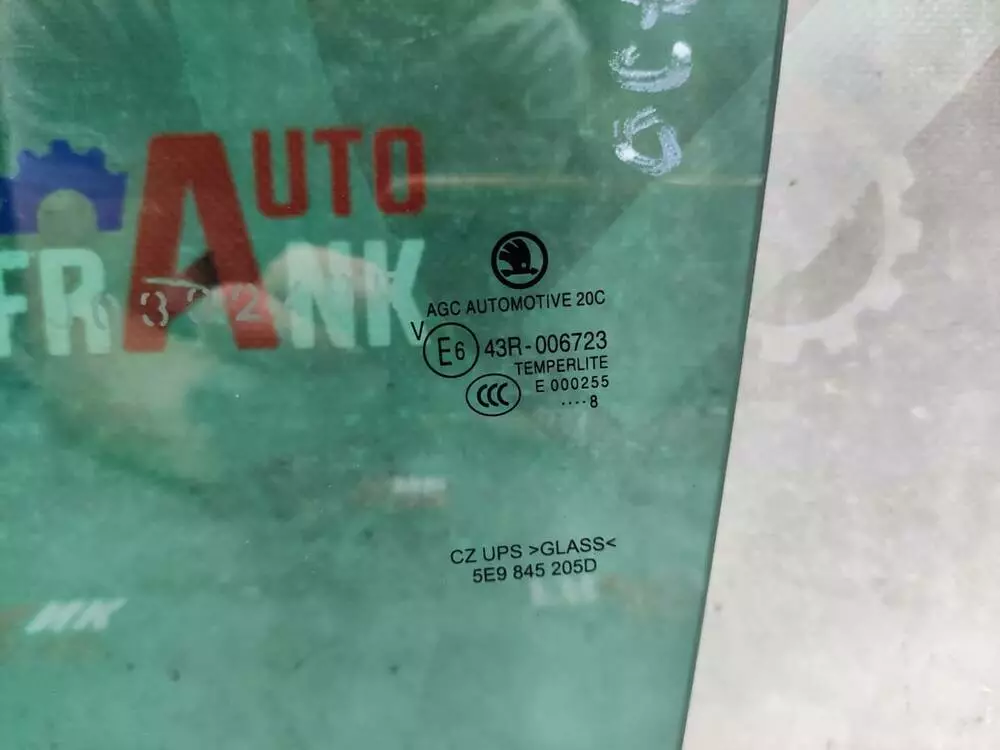 AUTO
FRANK
AGC AUTOMOTIVE 20C
V
E6 43R-006723
TEMPERLITE
CCC E 000255
....8
CZ UPS >GLASS<
5E9 845 205D